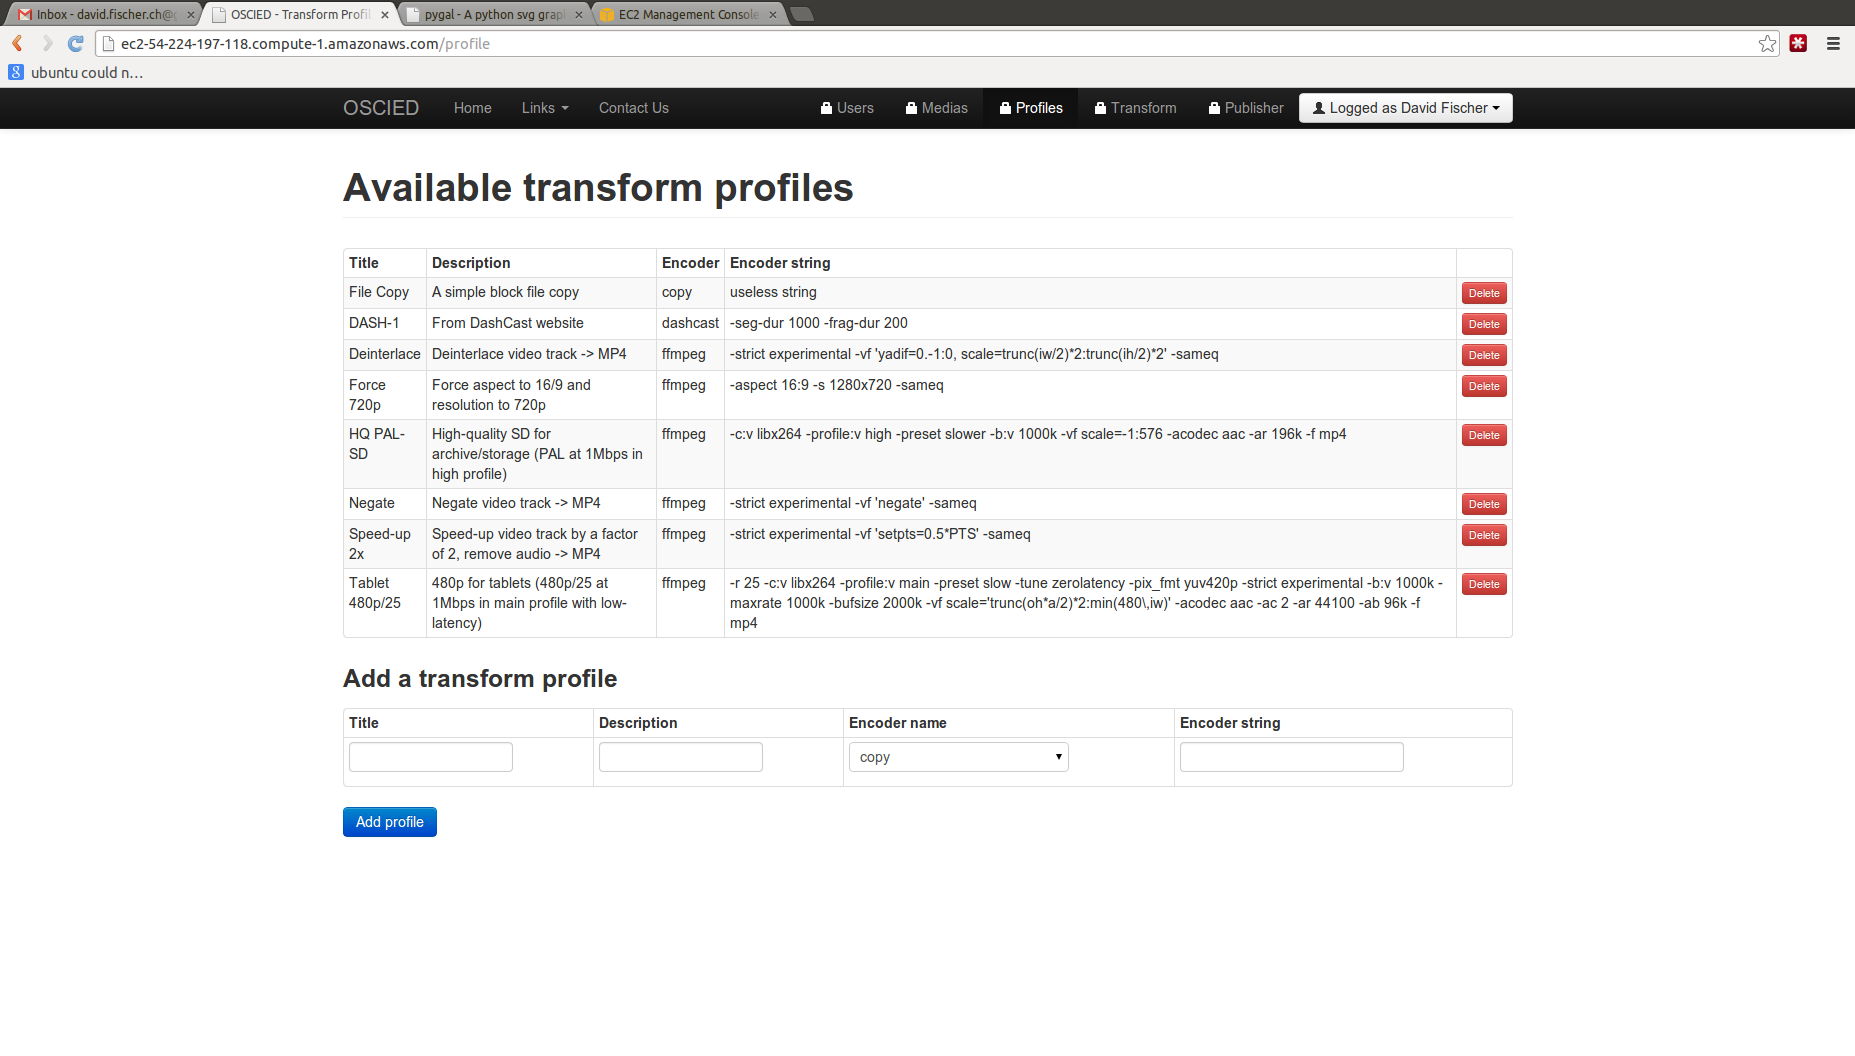 Inbox - david.fischer.ch@g
OSCIED - Transform Profil
pygal - A python svg grap
EC2 Management Console
ec2-54-224-197-118.compute-1.amazonaws.com/profile
ubuntu could n…
OSCIED Home Links Contact Us Users Medias Profiles Transform Publisher Logged as David Fischer
Available transform profiles
Title Description Encoder Encoder string
File Copy A simple block file copy copy useless string Delete
DASH-1 From DashCast website dashcast -seg-dur 1000 -frag-dur 200 Delete
Deinterlace Deinterlace video track -> MP4 ffmpeg -strict experimental -vf 'yadif=0.-1:0, scale=trunc(iw/2)*2:trunc(ih/2)*2' -sameq Delete
Force Force aspect to 16/9 and ffmpeg -aspect 16:9 -s 1280x720 -sameq Delete
720p resolution to 720p
HQ PAL- High-quality SD for ffmpeg -c:v libx264 -profile:v high -preset slower -b:v 1000k -vf scale=-1:576 -acodec aac -ar 196k -f mp4 Delete
SD archive/storage (PAL at 1Mbps in
high profile)
Negate Negate video track -> MP4 ffmpeg -strict experimental -vf 'negate' -sameq Delete
Speed-up Speed-up video track by a factor ffmpeg -strict experimental -vf 'setpts=0.5*PTS' -sameq Delete
2x of 2, remove audio -> MP4
Tablet 480p for tablets (480p/25 at ffmpeg -r 25 -c:v libx264 -profile:v main -preset slow -tune zerolatency -pix_fmt yuv420p -strict experimental -b:v 1000k - Delete
480p/25 1Mbps in main profile with low- maxrate 1000k -bufsize 2000k -vf scale='trunc(oh*a/2)*2:min(480\,iw)' -acodec aac -ac 2 -ar 44100 -ab 96k -f
latency) mp4
Add a transform profile
Title Description Encoder name Encoder string
copy
Add profile